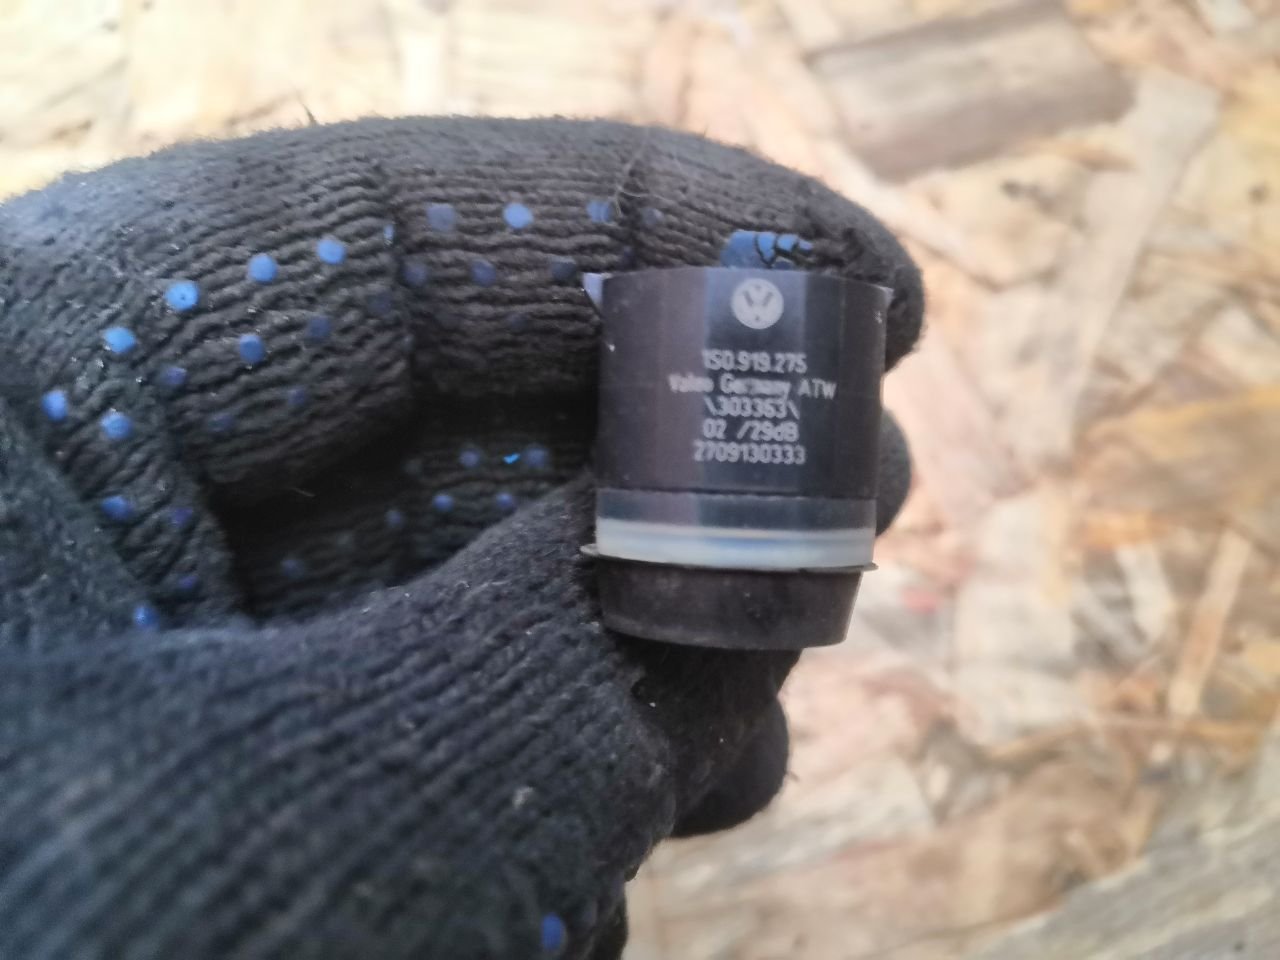 1S0.919.275
Valeo Germany ATW
\303363\
02 /29dB
2709130333